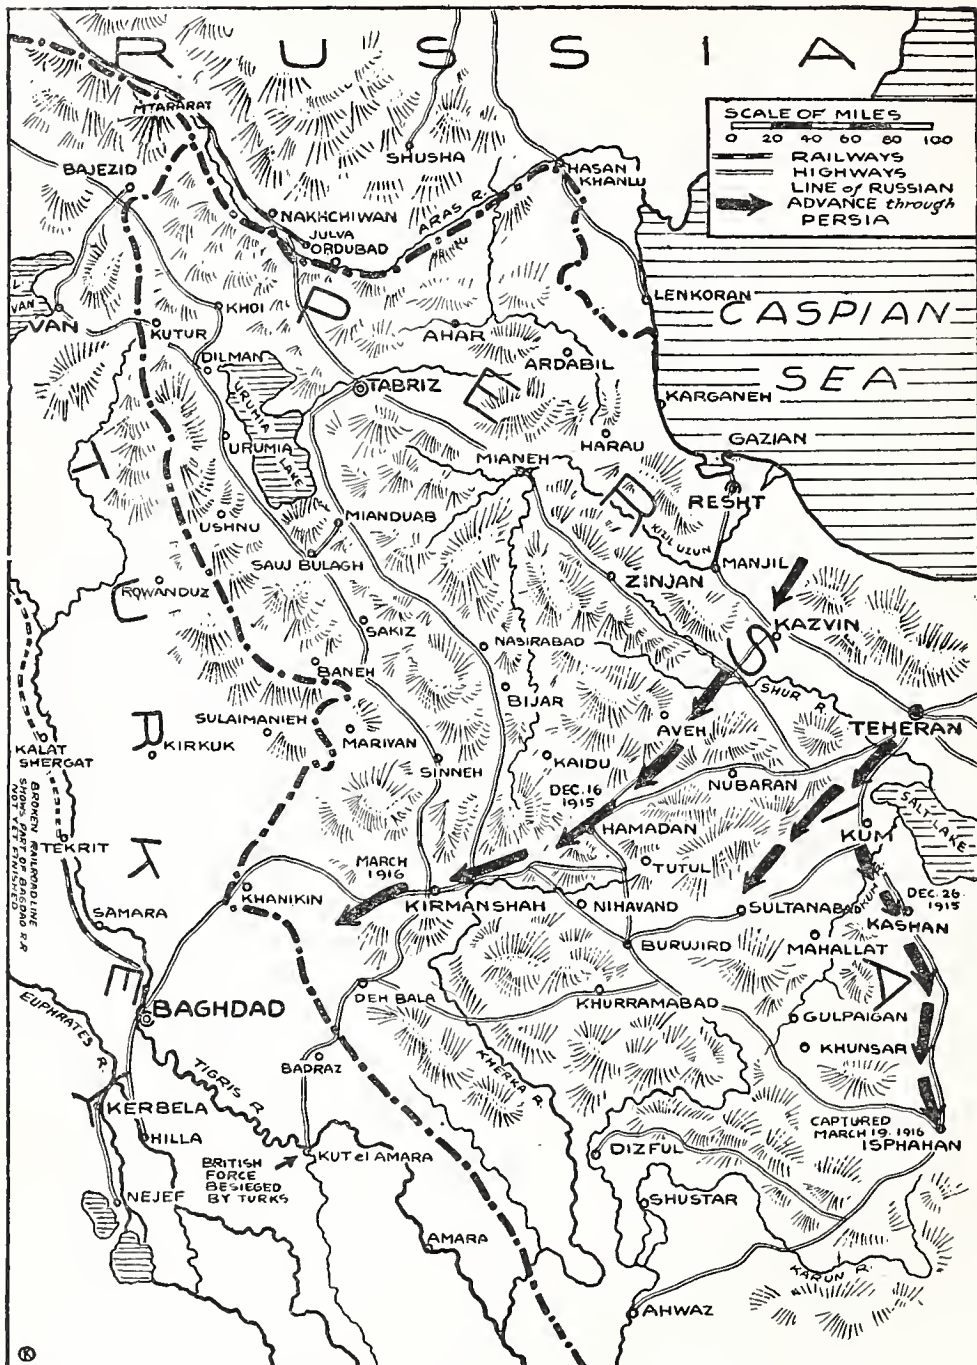 RUSSIA
SCALE OF MILES
0 20 40 60 80 100
RAILWAYS
HIGHWAYS
LINE of RUSSIAN
ADVANCE through
PERSIA
MT ARARAT
BAJEZID
SHUSHA
HASAN
KHANLU
NAKHCHIWAN
JULVA
ORDUBAD
ARAS R.
L.
VAN
VAN
KHOI
KUTUR
DILMAN
AHAR
ARDABIL
LENKORAN
CASPIAN
SEA
TABRIZ
KARGANEH
URUMIA
LAKE
URUMIA
HARAU
GAZIAN
MIANEH
RESHT
USHNU
MIANDUAB
KIZIL UZUN
SAUJ BULAGH
ZINJAN
MANJIL
ROWANDUZ
SAKIZ
NASIRABAD
KAZVIN
BANEH
BIJAR
SHUR R.
SULAIMANIEH
AVEH
TEHERAN
KIRKUK
MARIVAN
KALAT
SHERGAT
SINNEH
KAIDU
DEC. 16
1915
NUBARAN
SALT LAKE
BROKEN RAILROAD LINE
SHOWS PART OF BAGDAD R.R
NOT YET FINISHED
TEKRIT
HAMADAN
KUM
MARCH
1916
TUTUL
KUM R.
DEC. 26
1915
SAMARA
KHANIKIN
KIRMANSHAH
NIHAVAND
SULTANABAD
KASHAN
BURUJIRD
MAHALLAT
EUPHRATES R.
BAGHDAD
DEH BALA
KHURRAMABAD
GULPAIGAN
BADRAZ
KHUNSAR
TIGRIS R
KHERKA R.
KERBELA
HILLA
CAPTURED
MARCH 19. 1916
ISPHAHAN
BRITISH
FORCE
BESIEGED
BY TURKS
KUT el AMARA
DIZFUL
NEJEF
SHUSTAR
AMARA
KARUN R.
AHWAZ
TURKEY
PERSIA
K